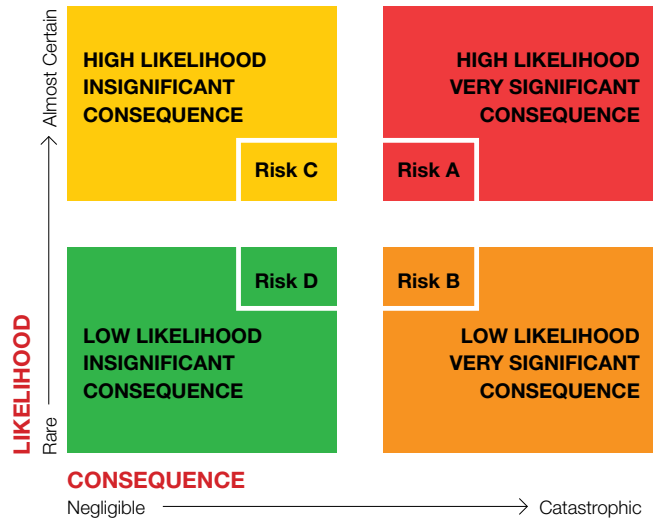 Almost Certain
HIGH LIKELIHOOD
INSIGNIFICANT
CONSEQUENCE
Risk C
HIGH LIKELIHOOD
VERY SIGNIFICANT
CONSEQUENCE
Risk A
LIKELIHOOD
Rare
Risk D
LOW LIKELIHOOD
INSIGNIFICANT
CONSEQUENCE
Risk B
LOW LIKELIHOOD
VERY SIGNIFICANT
CONSEQUENCE
CONSEQUENCE
Negligible
Catastrophic